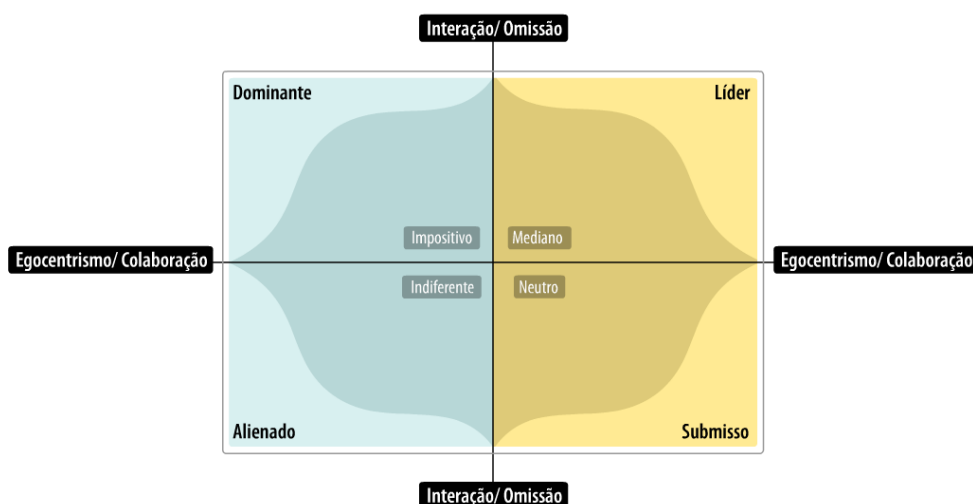 Interação/ Omissão
Dominante
Líder
Impositivo
Mediano
Egocentrismo/ Colaboração
Egocentrismo/ Colaboração
Indiferente
Neutro
Alienado
Submisso
Interação/ Omissão